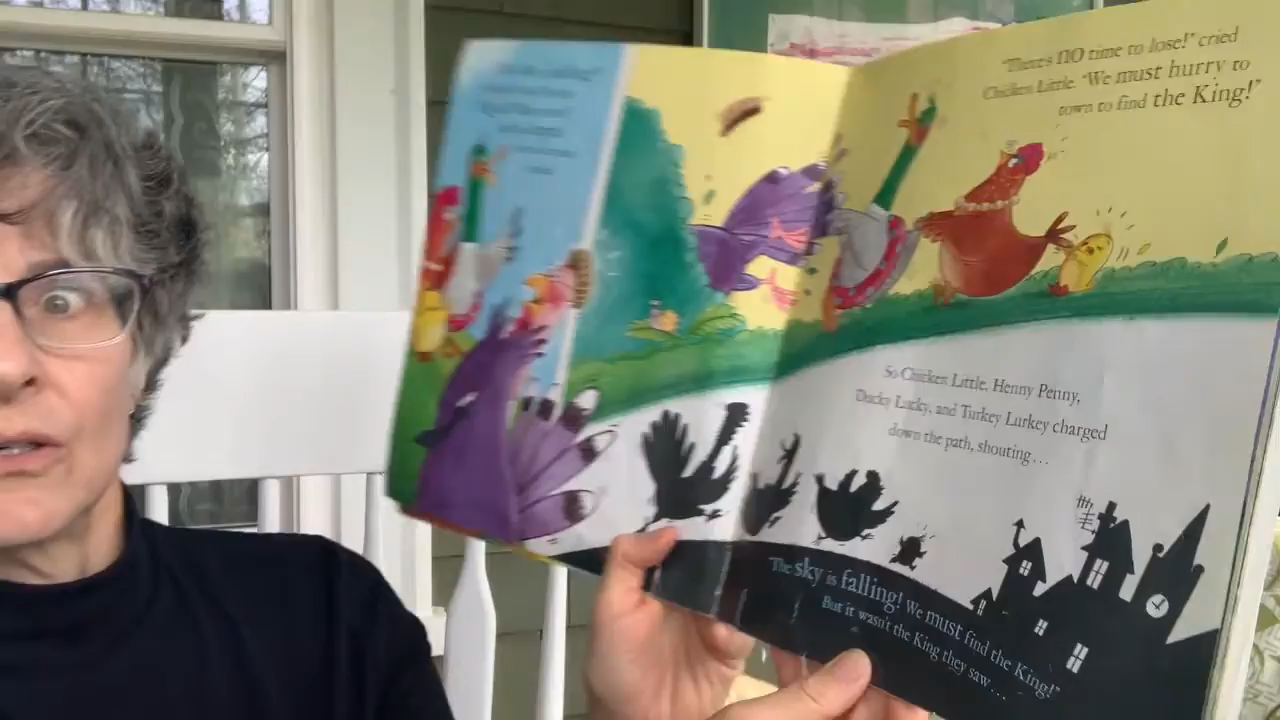 "There's no time to lose!" cried
Chicken Little. "We must hurry to
town to find the King!"
So Chicken Little, Henny Penny,
Ducky Lucky, and Turkey Lurkey charged
down the path, shouting...
The sky is falling! We must find the King!"
But it wasn't the King they saw...